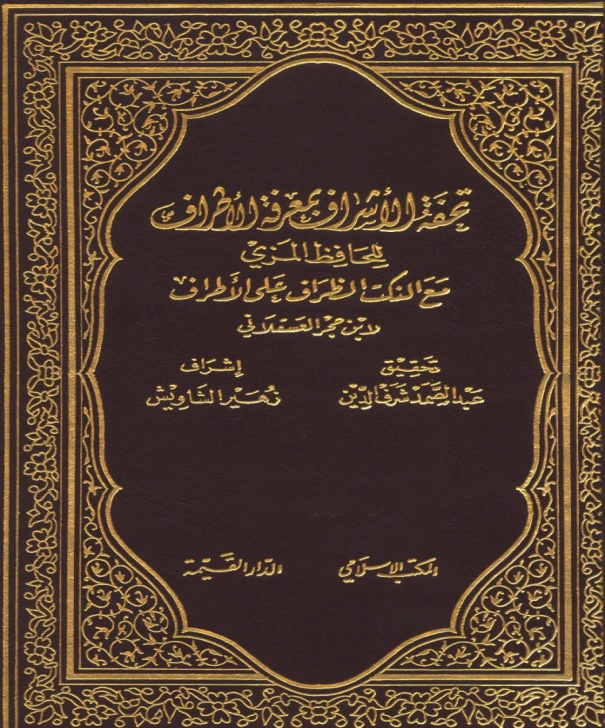 تحفة الأشراف بمعرفة الأطراف
للحافظ المزي
مع النكت الظراف على الأطراف
لابن حجر العسقلاني
تحقيق إشراف
عبد الصمد شرف الدين زهير الشاويش
المكتب الإسلامي الدار القيمة